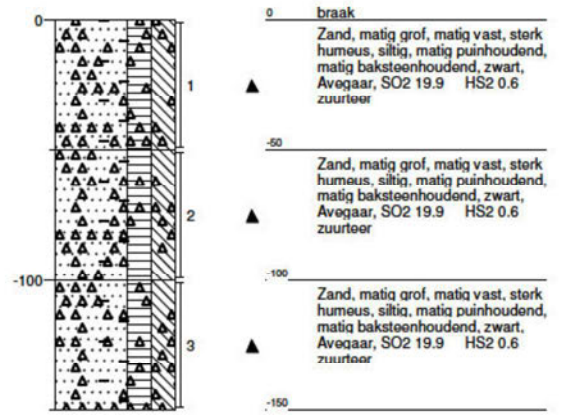 0
0 braak
Zand, matig grof, matig vast, sterk
humeus, siltig, matig puinhoudend,
matig baksteenhoudend, zwart,
Avegaar, SO2 19.9 HS2 0.6
zuurteer
1
-50
Zand, matig grof, matig vast, sterk
humeus, siltig, matig puinhoudend,
matig baksteenhoudend, zwart,
Avegaar, SO2 19.9 HS2 0.6
zuurteer
2
-100
-100
Zand, matig grof, matig vast, sterk
humeus, siltig, matig puinhoudend,
matig baksteenhoudend, zwart,
Avegaar, SO2 19.9 HS2 0.6
zuurteer
3
-150